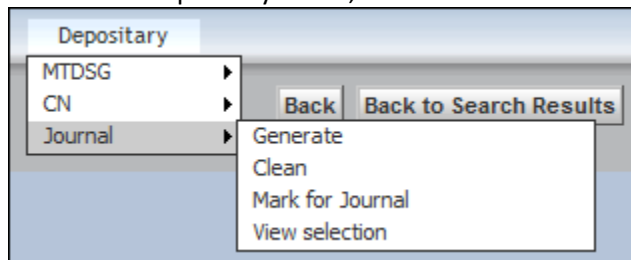 Depositary
MTDSG
CN
Back Back to Search Results
Journal
Generate
Clean
Mark for Journal
View selection